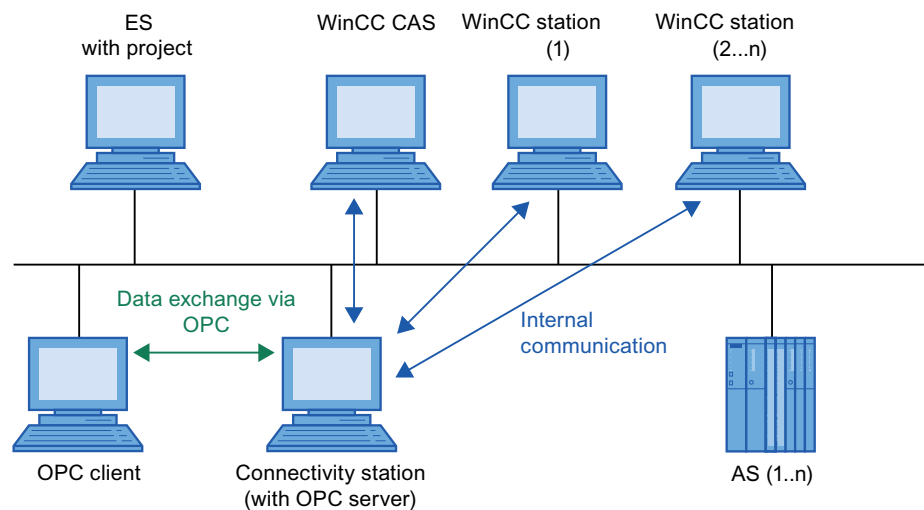 ES
with project
WinCC CAS
WinCC station
(1)
WinCC station
(2...n)
Data exchange via
OPC
Internal
communication
OPC client
Connectivity station
(with OPC server)
AS (1..n)